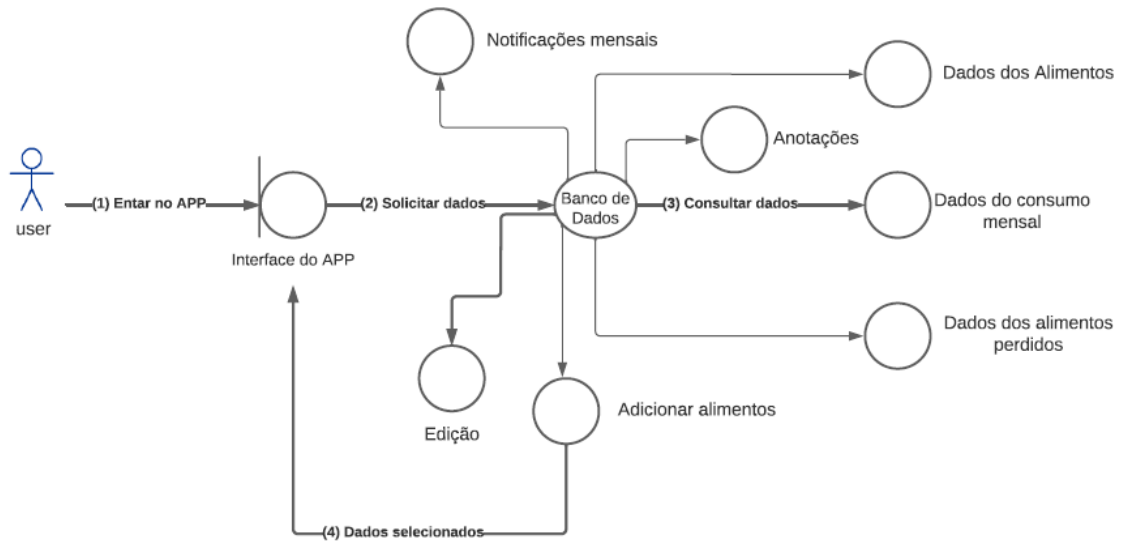 Notificações mensais
Dados dos Alimentos
Anotações
user
(1) Entar no APP
Interface do APP
(2) Solicitar dados
Banco de
Dados
(3) Consultar dados
Dados do consumo
mensal
Dados dos alimentos
perdidos
Edição
Adicionar alimentos
(4) Dados selecionados